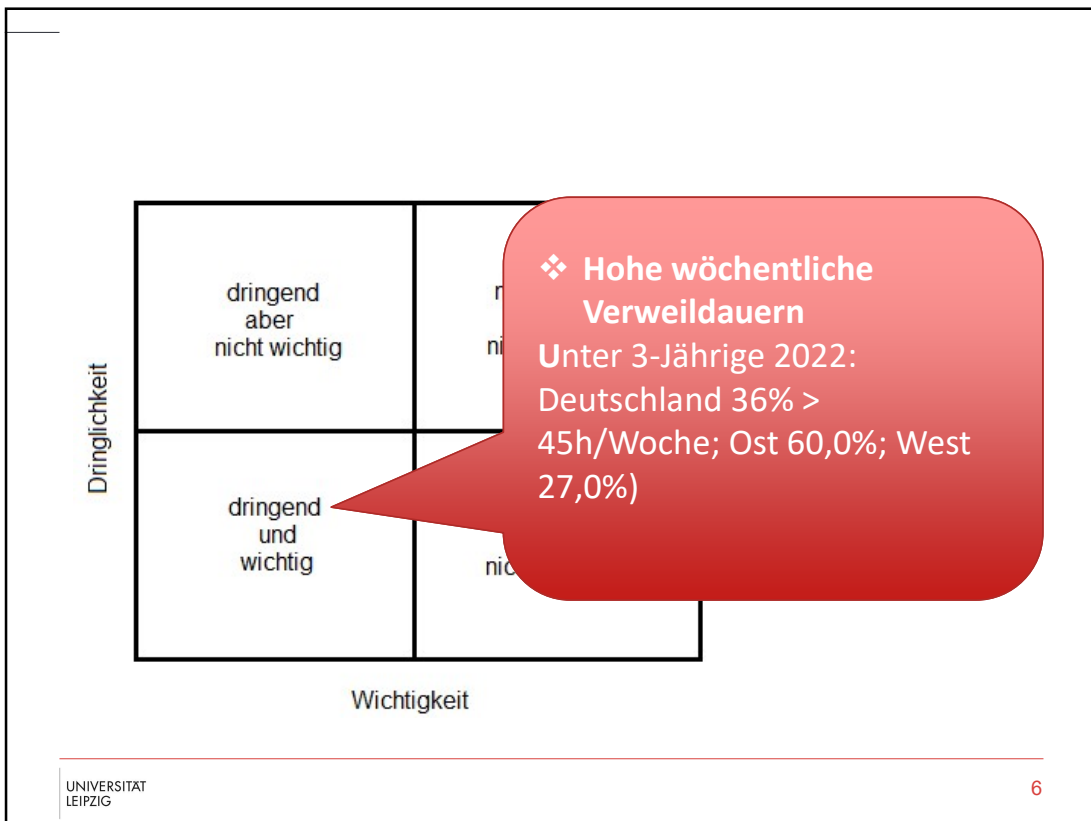 dringend
aber
nicht wichtig
❖ Hohe wöchentliche
Verweildauern
Unter 3-Jährige 2022:
Deutschland 36% >
45h/Woche; Ost 60,0%; West
27,0%)
Dringlichkeit
dringend
und
wichtig
Wichtigkeit
UNIVERSITÄT
LEIPZIG
6